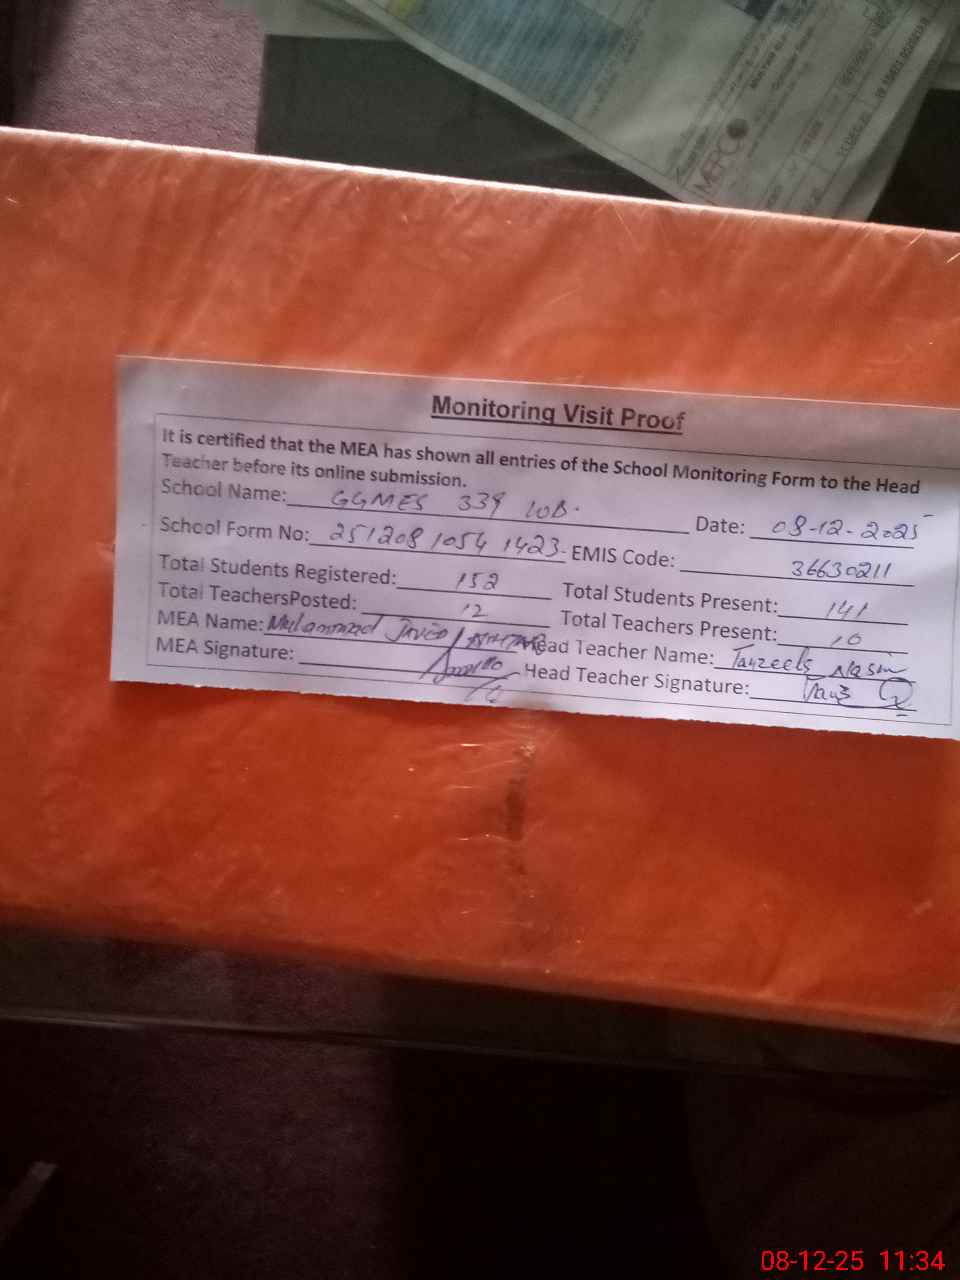 MEPCO
Monitoring Visit Proof
It is certified that the MEA has shown all entries of the School Monitoring Form to the Head
Teacher before its online submission.
School Name: GGMES 339 WB. Date: 08-12-2025
School Form No: 251208 1054 1423 EMIS Code: 36630211
Total Students Registered: 152 Total Students Present: 141
Total TeachersPosted: 12 Total Teachers Present: 10
MEA Name: Muhammad Javed Head Teacher Name:
MEA Signature: Head Teacher Signature:
08-12-25 11:34